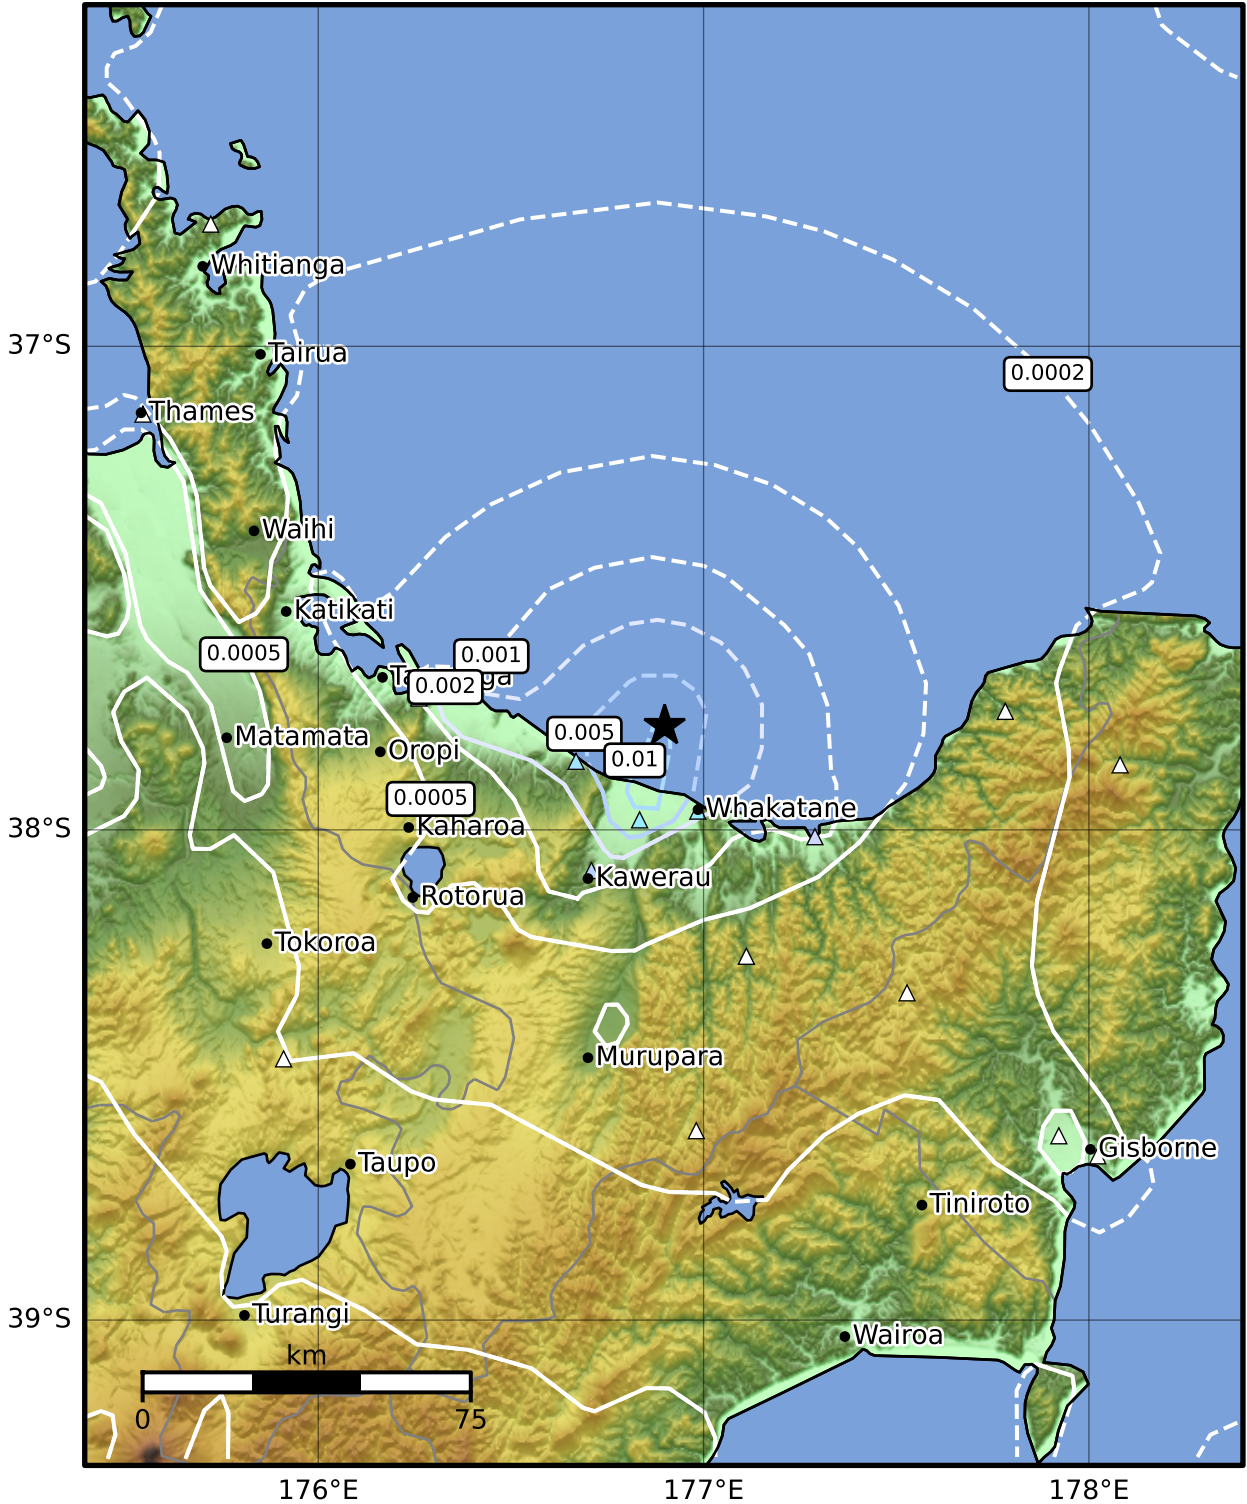 Whitianga
37°S
Tairua
0.0002
Thames
Waihi
Katikati
0.0005
0.001
0.002
Matamata
0.005
Oropi
0.01
0.0005
Whakatane
38°S
Kaharoa
Kawerau
Rotorua
Tokoroa
Murupara
Gisborne
Taupo
Tiniroto
39°S
Turangi
Wairoa
km
0
75
176°E
177°E
178°E